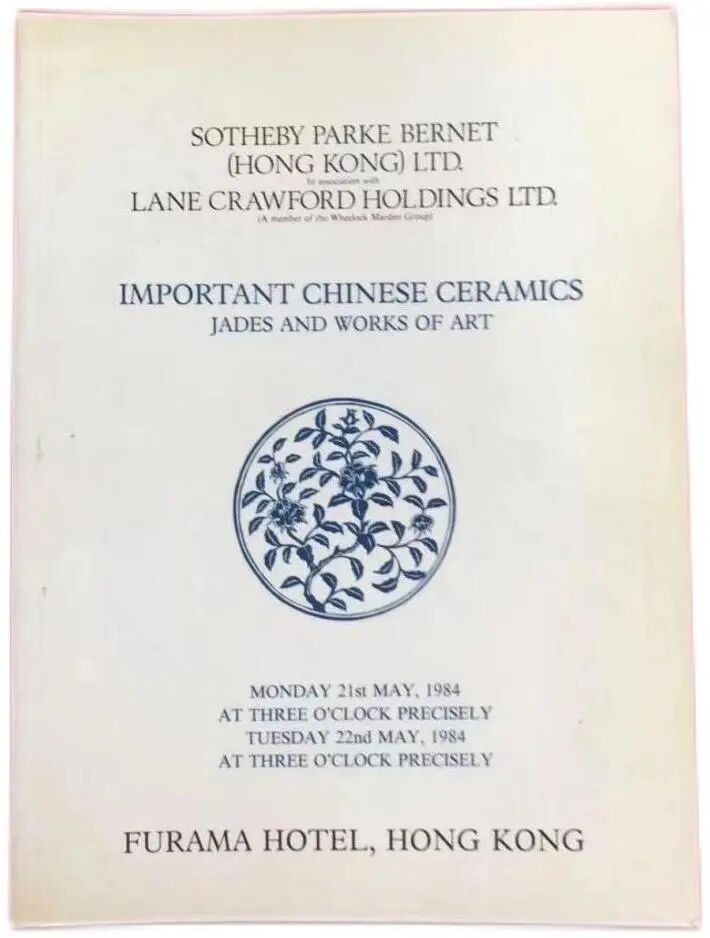 SOTHEBY PARKE BERNET
(HONG KONG) LTD.
In association with
LANE CRAWFORD HOLDINGS LTD.
(A member of the Wheelock Marden Group)
IMPORTANT CHINESE CERAMICS
JADES AND WORKS OF ART
MONDAY 21st MAY, 1984
AT THREE O'CLOCK PRECISELY
TUESDAY 22nd MAY, 1984
AT THREE O'CLOCK PRECISELY
FURAMA HOTEL, HONG KONG